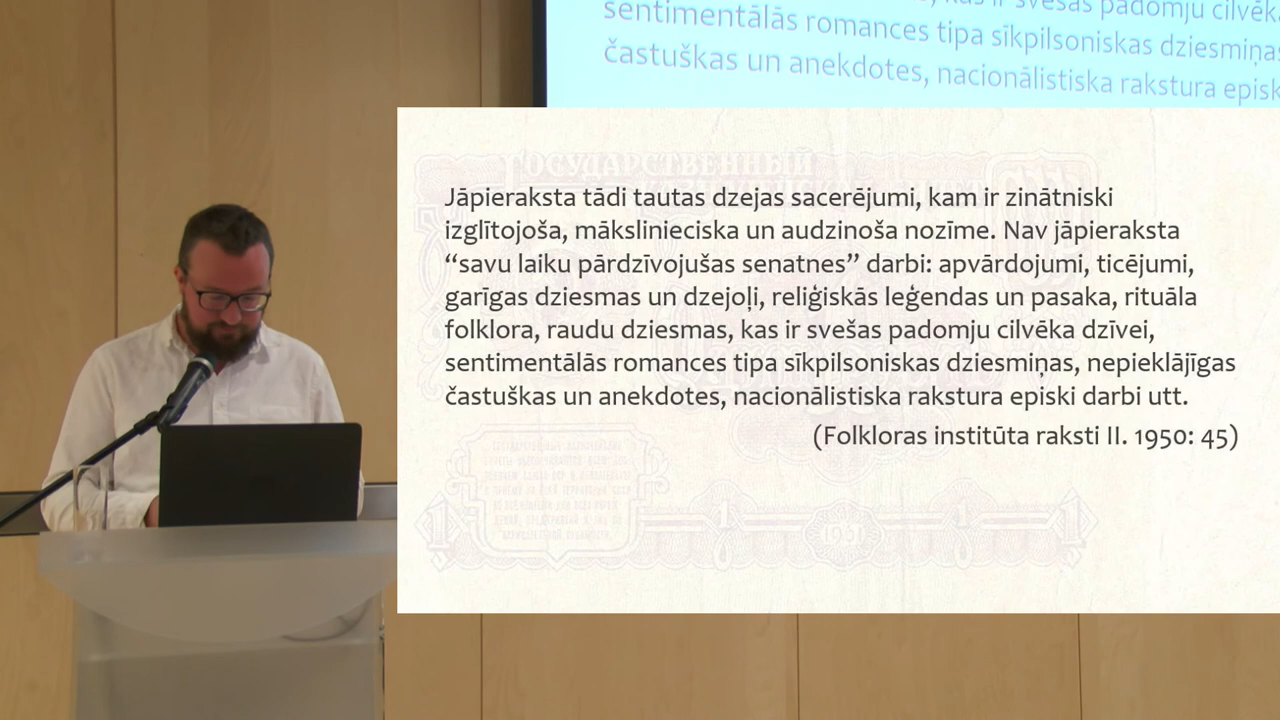 sentimentālās romances tipa sīkpilsoniskas dziesmiņas
častuškas un anekdotes, nacionālistiska rakstura
Jāpieraksta tādi tautas dzejas sacerējumi, kam ir zinātniski
izglītojoša, mākslinieciska un audzinoša nozīme. Nav jāpieraksta
“savu laiku pārdzīvojušas senatnes” darbi: apvārdojumi, ticējumi,
garīgas dziesmas un dzejoļi, reliģiskās leģendas un pasaka, rituāla
folklora, raudu dziesmas, kas ir svešas padomju cilvēka dzīvei,
sentimentālās romances tipa sīkpilsoniskas dziesmiņas, nepieklājīgas
častuškas un anekdotes, nacionālistiska rakstura episki darbi utt.
(Folkloras institūta raksti II. 1950: 45)
ГОСУДАРСТВЕННЫЙ
1961